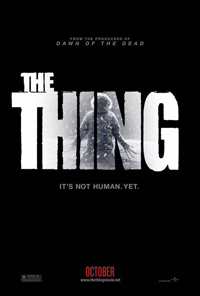 FROM THE PRODUCERS OF
DAWN OF THE DEAD
THE
THING
IT'S NOT HUMAN. YET.
OCTOBER
www.thethingmovie.net